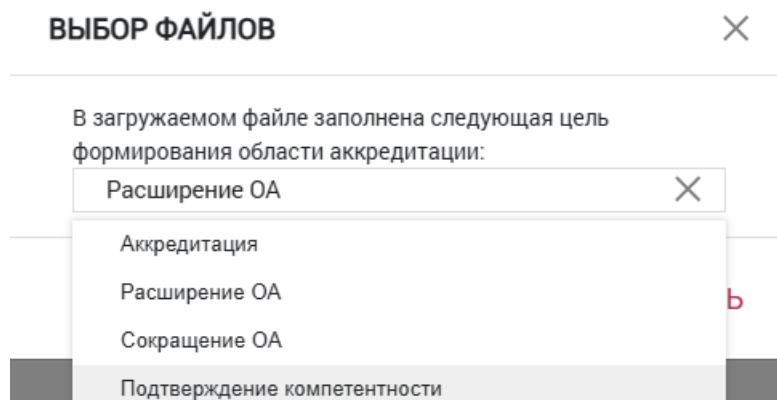 ВЫБОР ФАЙЛОВ
В загружаемом файле заполнена следующая цель
формирования области аккредитации:
Расширение ОА
Аккредитация
Расширение ОА
Ь
Сокращение ОА
Подтверждение компетентности